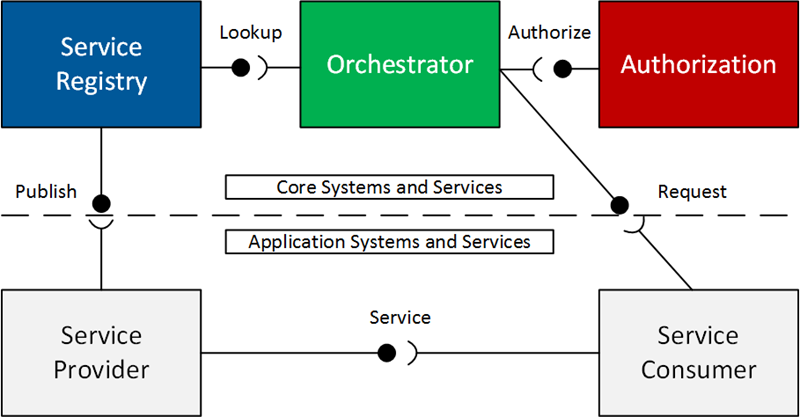 Service
Registry
Lookup
Orchestrator
Authorize
Authorization
Publish
Core Systems and Services
Request
Application Systems and Services
Service
Provider
Service
Service
Consumer